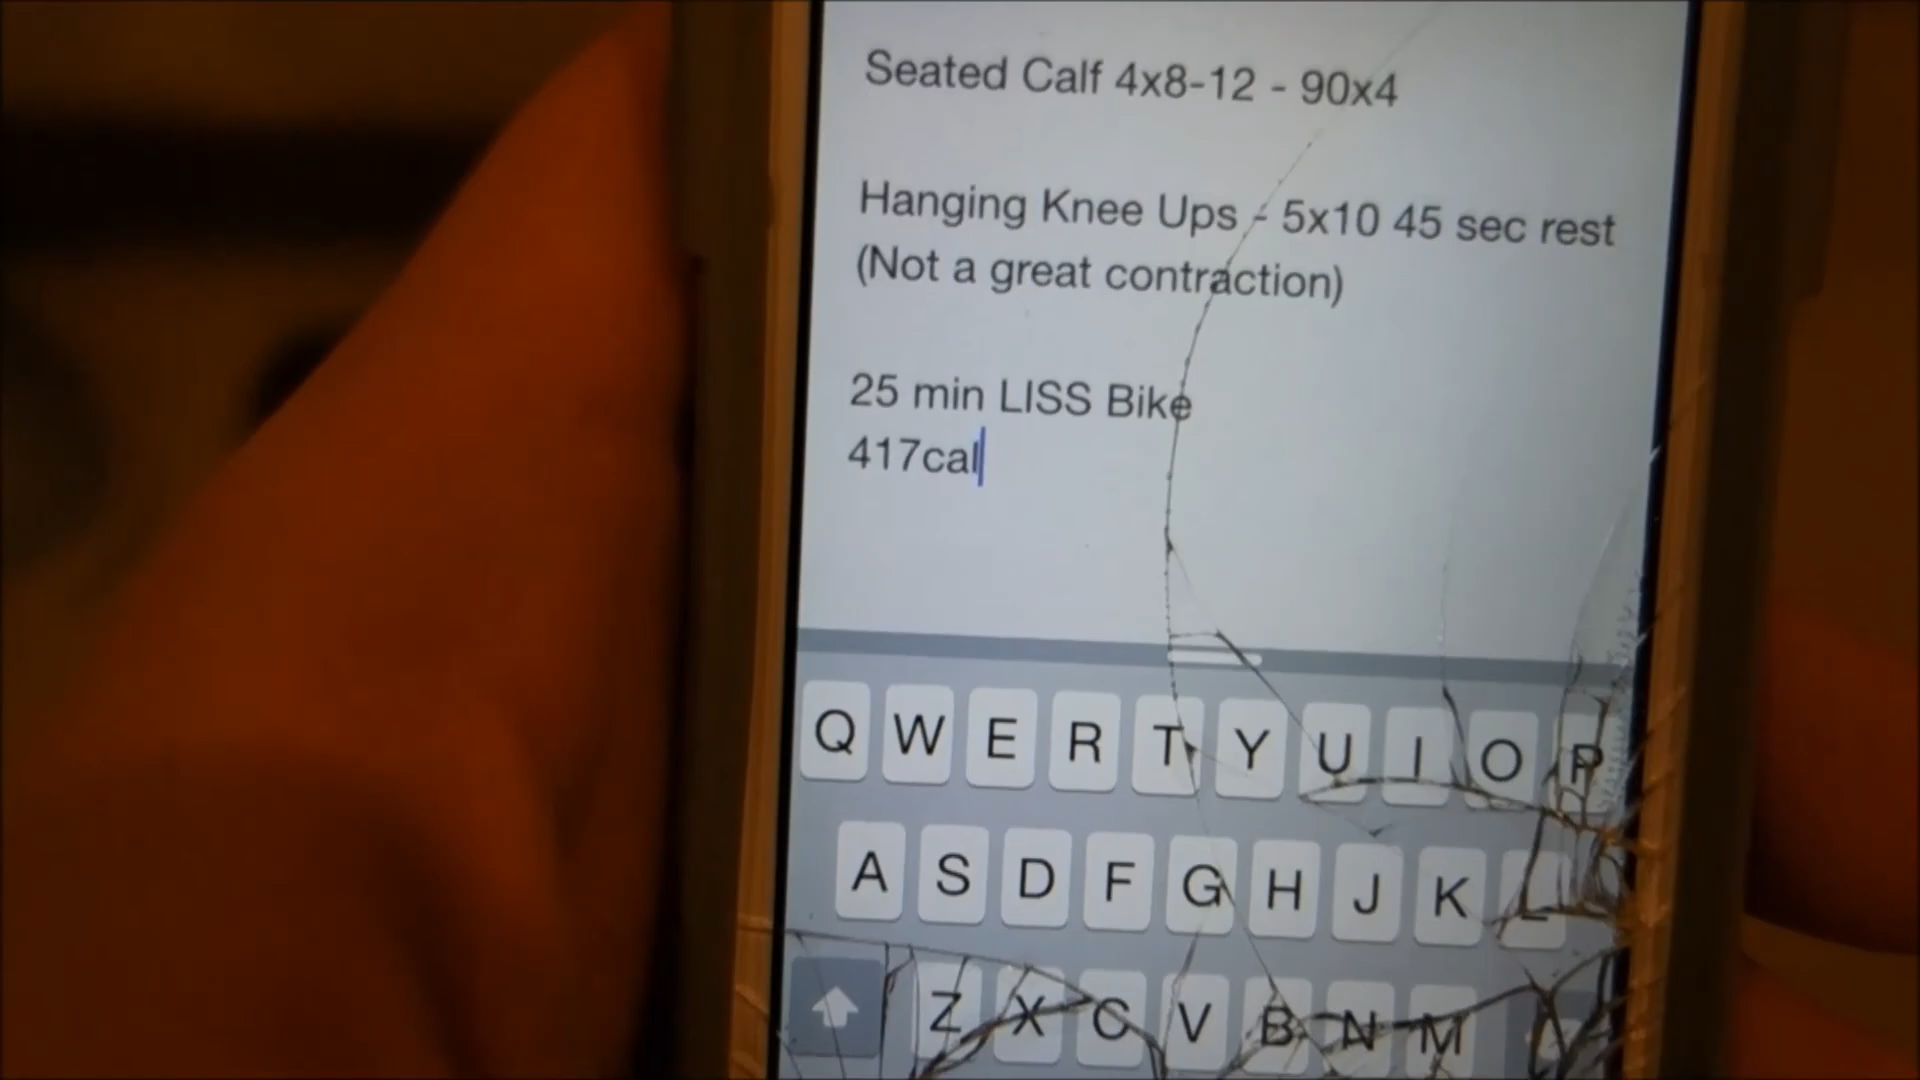 Seated Calf 4x8-12 - 90x4
Hanging Knee Ups - 5x10 45 sec rest
(Not a great contraction)
25 min LISS Bike
417cal
Q W E R T Y U I O P
A S D F G H J K L
Z X C V B N M